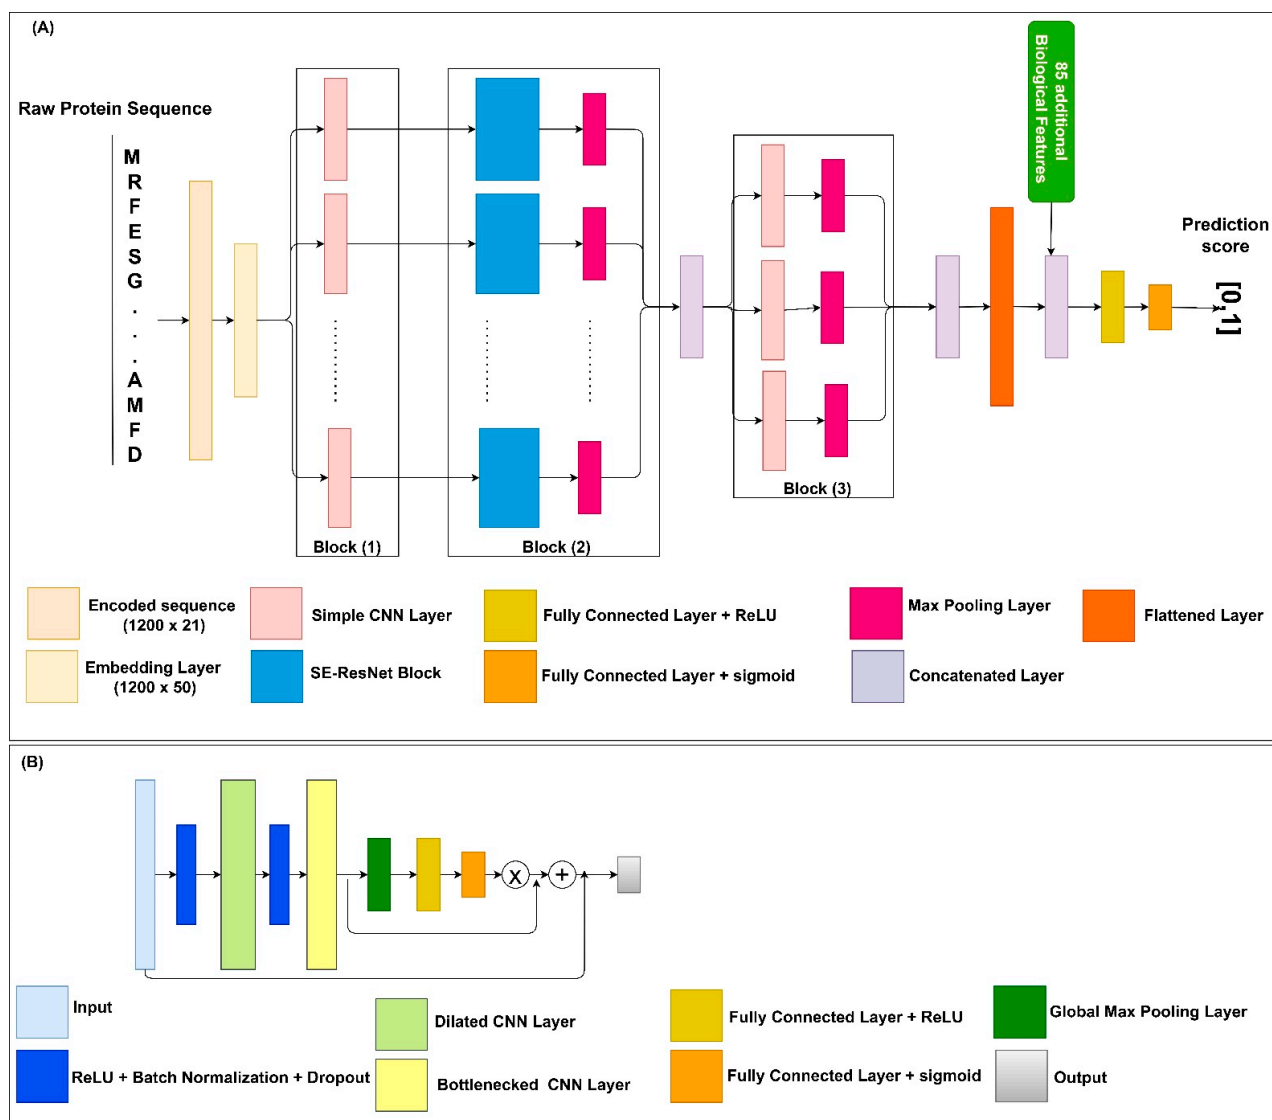 (A)
Raw Protein Sequence
M
R
F
E
S
G
.
.
.
A
M
F
D
85 additional
Biological Features
Prediction
score
[0,1]
Block (1)
Block (2)
Block (3)
Encoded sequence
(1200 x 21)
Simple CNN Layer
Fully Connected Layer + ReLU
Max Pooling Layer
Flattened Layer
Embedding Layer
(1200 x 50)
SE-ResNet Block
Fully Connected Layer + sigmoid
Concatenated Layer
(B)
X
+
Input
Dilated CNN Layer
Fully Connected Layer + ReLU
Global Max Pooling Layer
ReLU + Batch Normalization + Dropout
Bottlenecked CNN Layer
Fully Connected Layer + sigmoid
Output